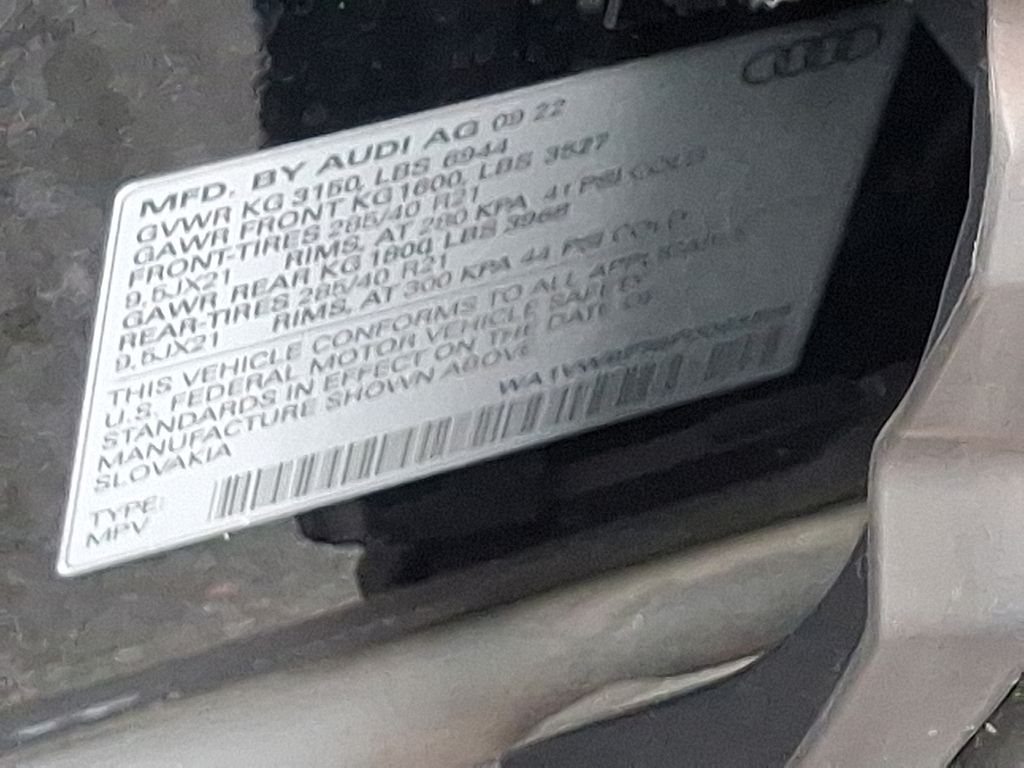 MFD. BY AUDI AG 09 22
GVWR KG 3150, LBS 6944
GAWR FRONT KG 1600, LBS 3527
FRONT-TIRES 285/40 R21
9,5JX21 RIMS, AT 280 KPA 41 PSI COLD
GAWR REAR KG 1800 LBS 3968
REAR-TIRES 285/40 R21
9,5JX21 RIMS, AT 300 KPA 44 PSI COLD
THIS VEHICLE CONFORMS TO ALL APPLICABLE
U.S. FEDERAL MOTOR VEHICLE SAFETY
STANDARDS IN EFFECT ON THE DATE OF
MANUFACTURE SHOWN ABOVE
SLOVAKIA
TYPE:
MPV